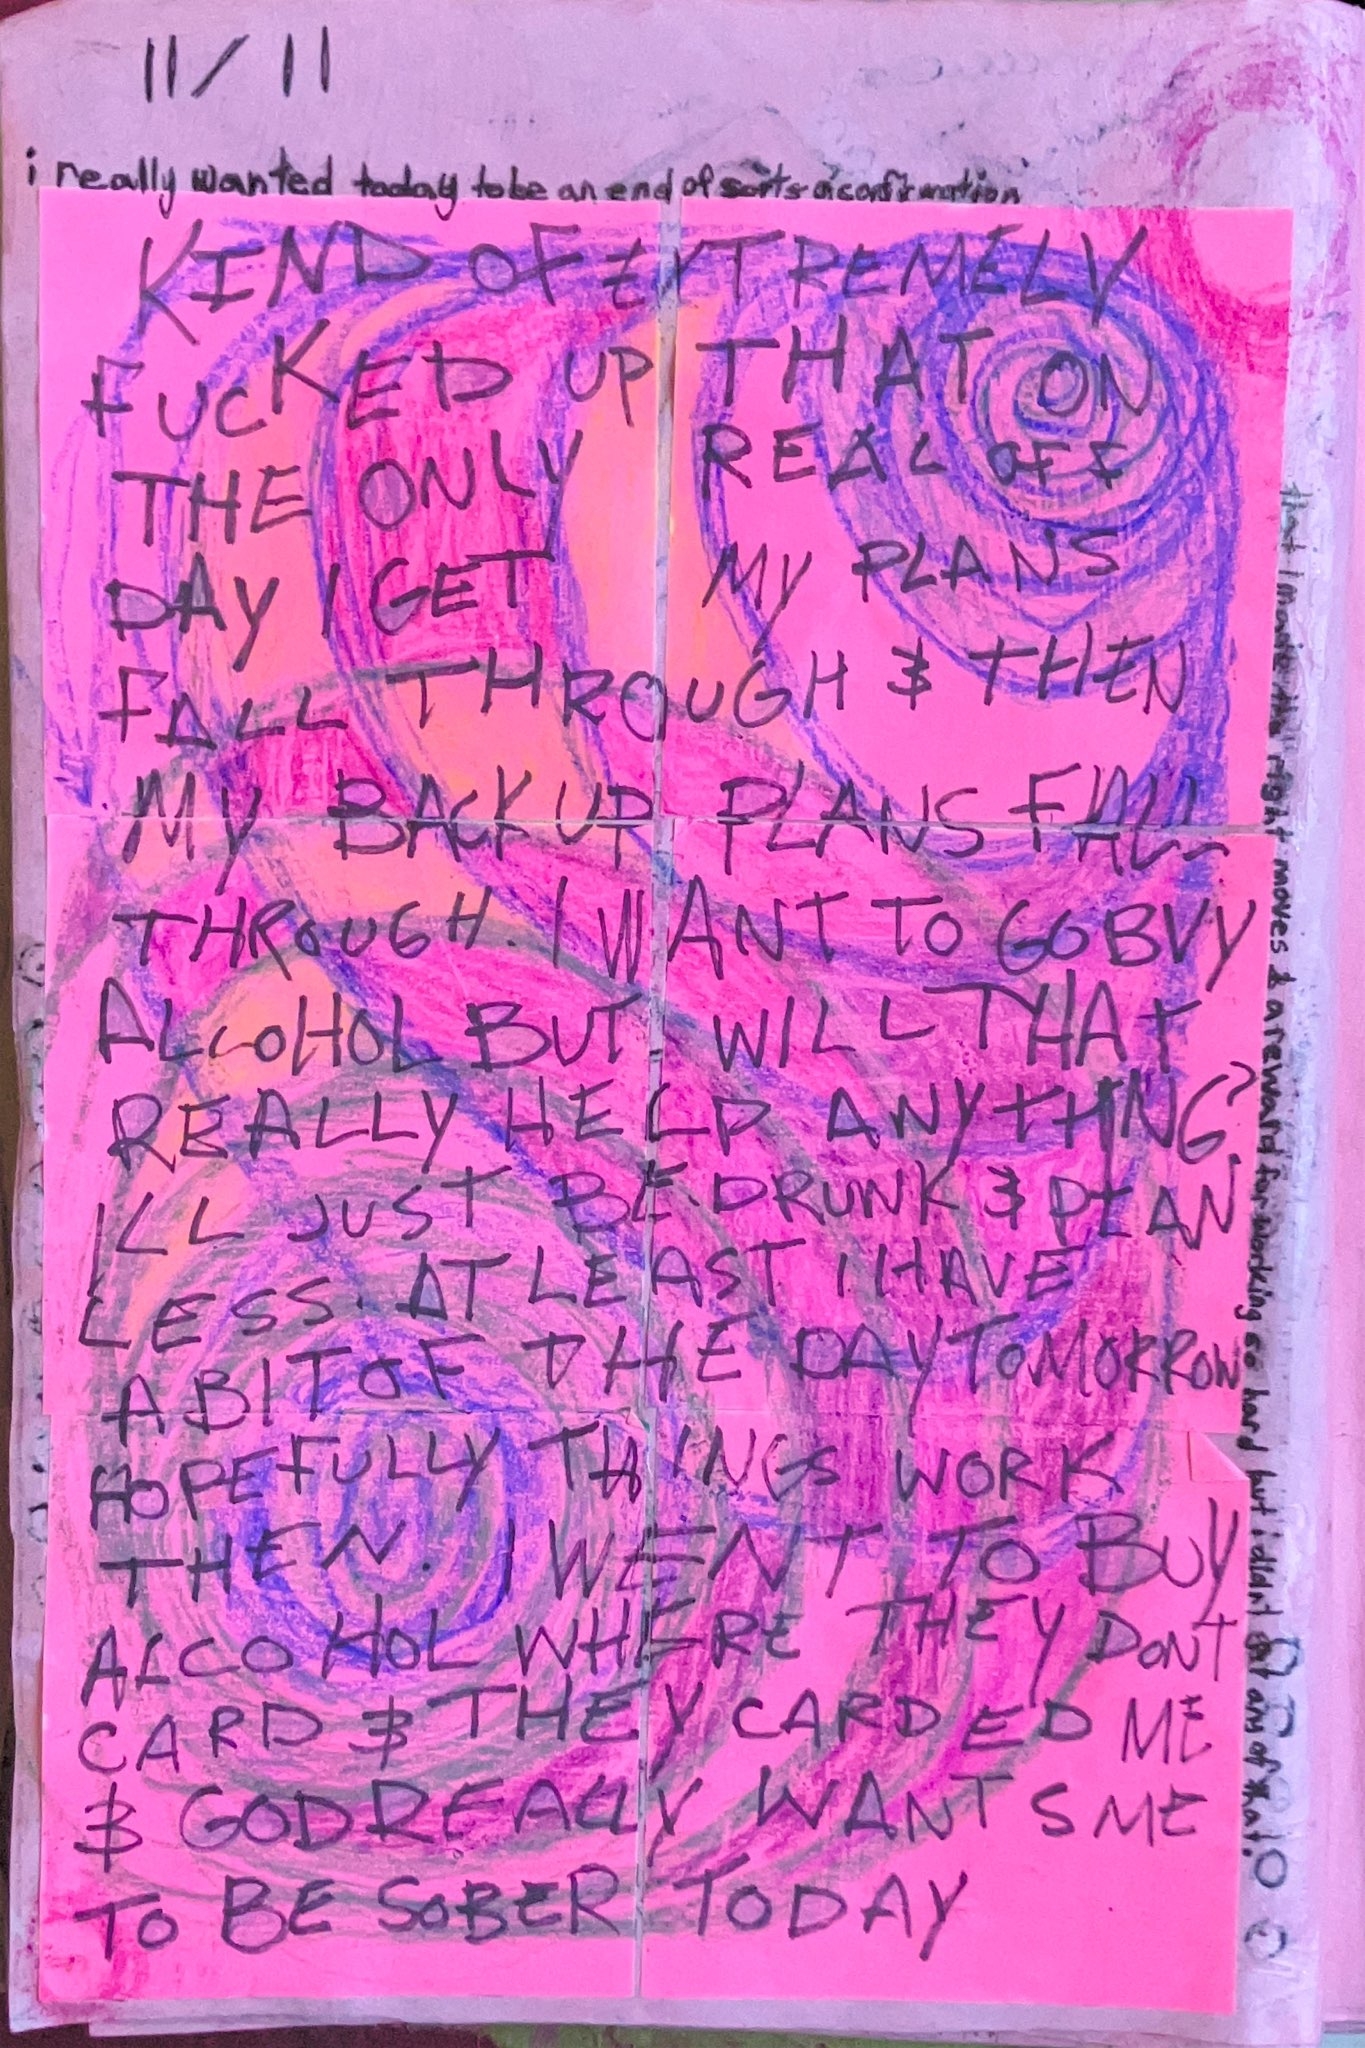 11/11
i really wanted today to be an end of sorts a confirmation
KIND OF EXTREMELY
FUCKED UP THAT ON
THE ONLY REAL OFF
DAY I GET MY PLANS
FALL THROUGH & THEN
MY BACKUP PLANS FALL
THROUGH. I WANT TO GO BUY
ALCOHOL BUT WILL THAT
REALLY HELP ANYTHNG?
ILL JUST BE DRUNK & PLAN
LESS. AT LEAST I HAVE
A BIT OF THE DAY TOMORROW
HOPEFULLY THINGS WORK
THEN. I WENT TO BUY
ALCOHOL WHERE THEY DONT
CARD & THEY CARDED ME
& GOD REALLY WANTS ME
TO BE SOBER TODAY
that i made the right moves & a reward for working so hard but i didnt get any of that!